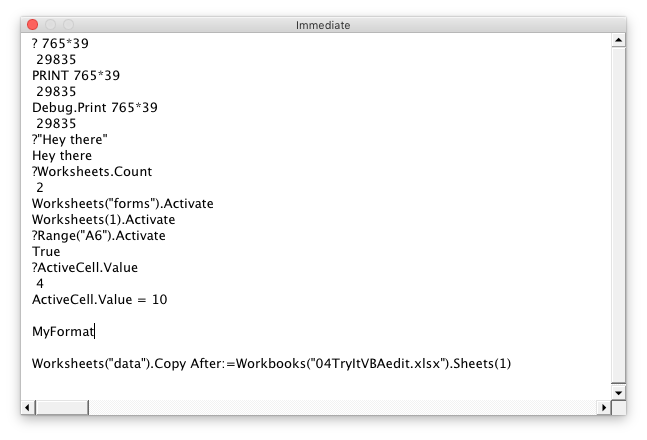 Immediate
? 765*39
29835
PRINT 765*39
29835
Debug.Print 765*39
29835
?"Hey there"
Hey there
?Worksheets.Count
2
Worksheets("forms").Activate
Worksheets(1).Activate
?Range("A6").Activate
True
?ActiveCell.Value
4
ActiveCell.Value = 10
MyFormat
Worksheets("data").Copy After:=Workbooks("04TryItVBAedit.xlsx").Sheets(1)